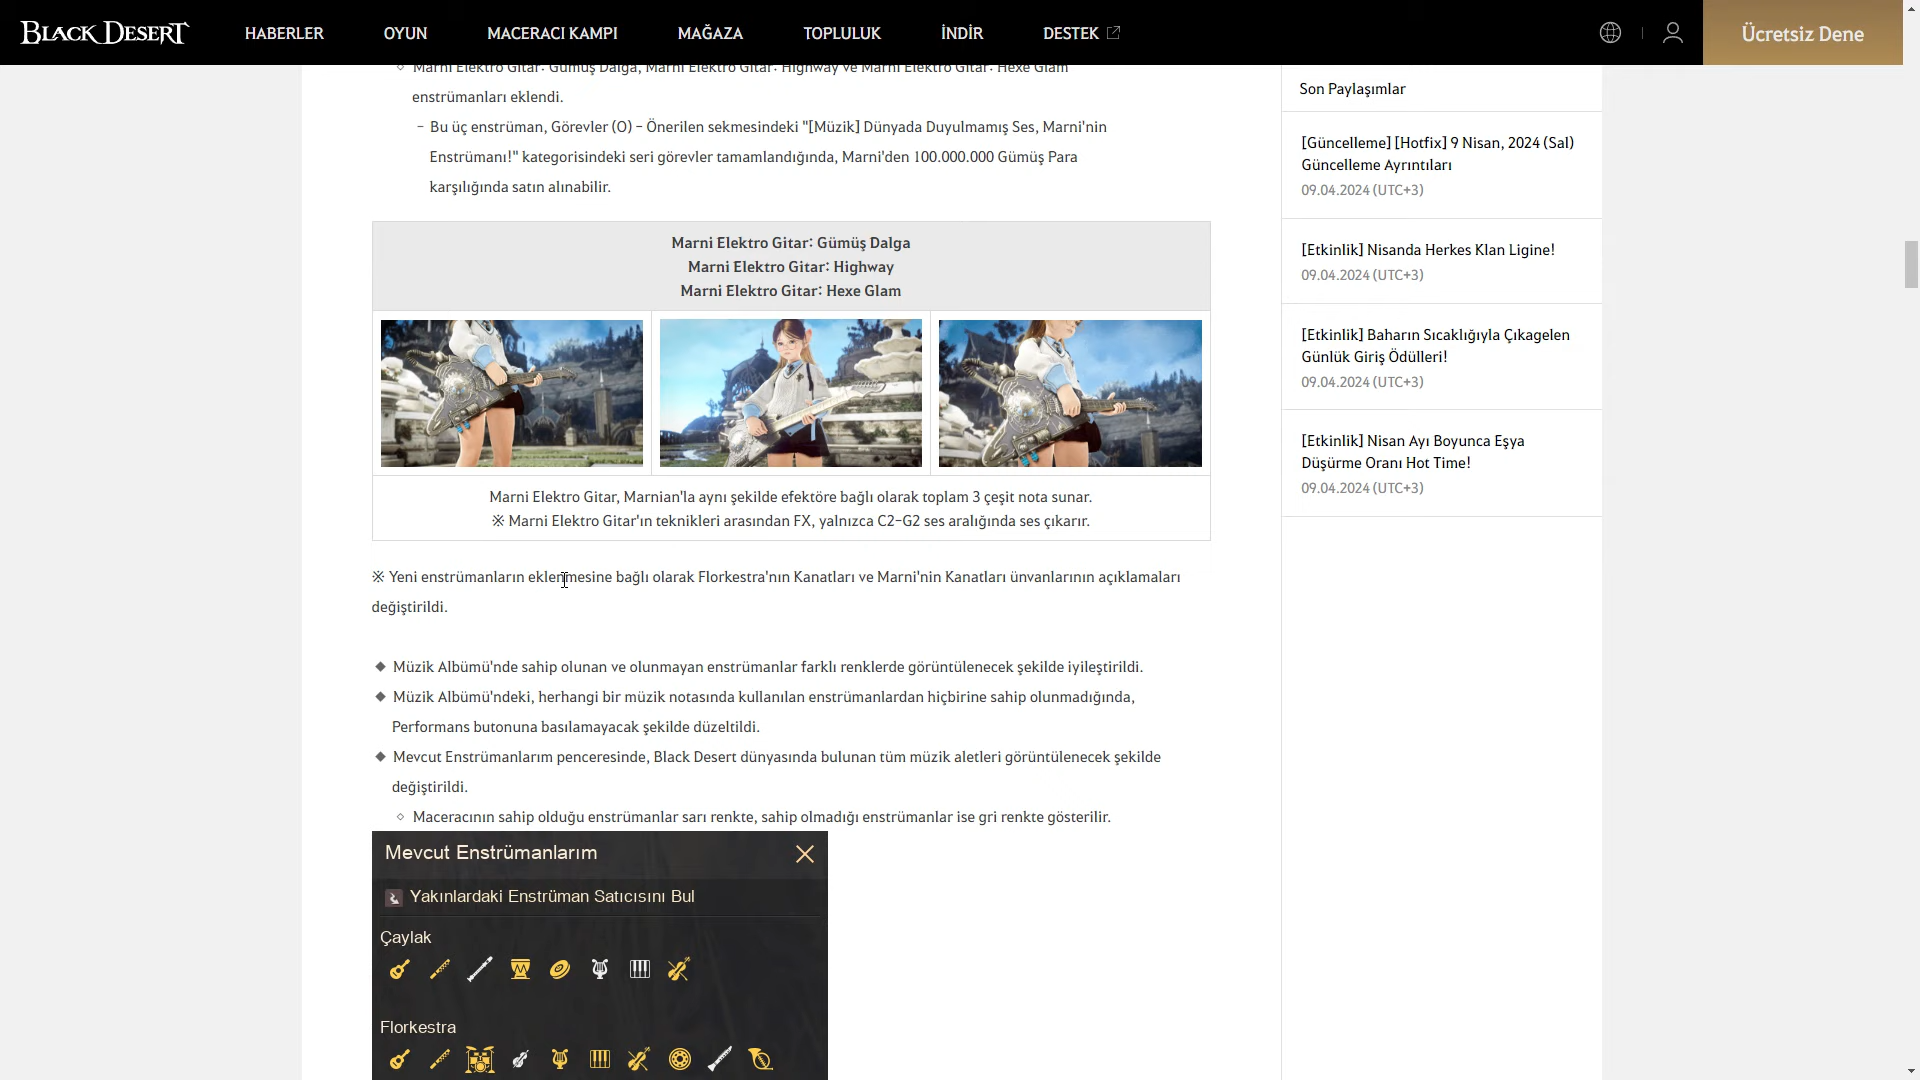 BLACK DESERT
HABERLER
OYUN
MACERACI KAMPI
MAĞAZA
TOPLULUK
İNDİR
DESTEK
Ücretsiz Dene
◇ Marni Elektro Gitar: Gümüş Dalga, Marni Elektro Gitar: Highway ve Marni Elektro Gitar: Hexe Glam
enstrümanları eklendi.
- Bu üç enstrüman, Görevler (O) - Önerilen sekmesindeki "[Müzik] Dünyada Duyulmamış Ses, Marni'nin
Enstrümanı!" kategorisindeki seri görevler tamamlandığında, Marni'den 100.000.000 Gümüş Para
karşılığında satın alınabilir.
Marni Elektro Gitar: Gümüş Dalga
Marni Elektro Gitar: Highway
Marni Elektro Gitar: Hexe Glam
Marni Elektro Gitar, Marnian'la aynı şekilde efektöre bağlı olarak toplam 3 çeşit nota sunar.
※ Marni Elektro Gitar'ın teknikleri arasından FX, yalnızca C2-G2 ses aralığında ses çıkarır.
※ Yeni enstrümanların eklenmesine bağlı olarak Florkestra'nın Kanatları ve Marni'nin Kanatları ünvanlarının açıklamaları
değiştirildi.
◆ Müzik Albümü'nde sahip olunan ve olunmayan enstrümanlar farklı renklerde görüntülenecek şekilde iyileştirildi.
◆ Müzik Albümü'ndeki, herhangi bir müzik notasında kullanılan enstrümanlardan hiçbirine sahip olunmadığında,
Performans butonuna basılamayacak şekilde düzeltildi.
◆ Mevcut Enstrümanlarım penceresinde, Black Desert dünyasında bulunan tüm müzik aletleri görüntülenecek şekilde
değiştirildi.
◇ Maceracının sahip olduğu enstrümanlar sarı renkte, sahip olmadığı enstrümanlar ise gri renkte gösterilir.
Mevcut Enstrümanlarım
Yakınlardaki Enstrüman Satıcısını Bul
Çaylak
Florkestra
Son Paylaşımlar
[Güncelleme] [Hotfix] 9 Nisan, 2024 (Sal)
Güncelleme Ayrıntıları
09.04.2024 (UTC+3)
[Etkinlik] Nisanda Herkes Klan Ligine!
09.04.2024 (UTC+3)
[Etkinlik] Baharın Sıcaklığıyla Çıkagelen
Günlük Giriş Ödülleri!
09.04.2024 (UTC+3)
[Etkinlik] Nisan Ayı Boyunca Eşya
Düşürme Oranı Hot Time!
09.04.2024 (UTC+3)